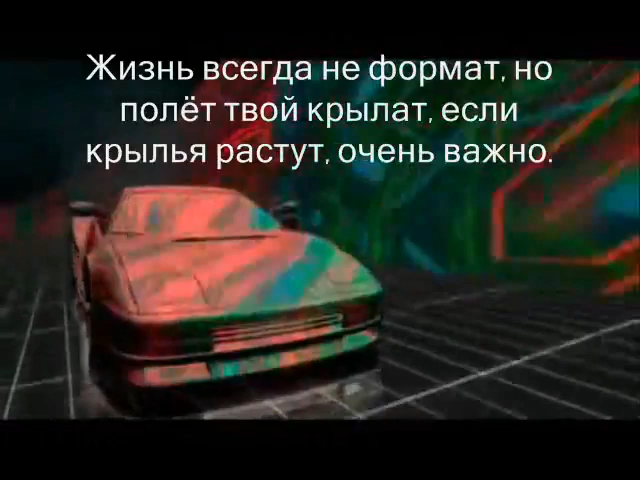 Жизнь всегда не формат, но
полёт твой крылат, если
крылья растут, очень важно.